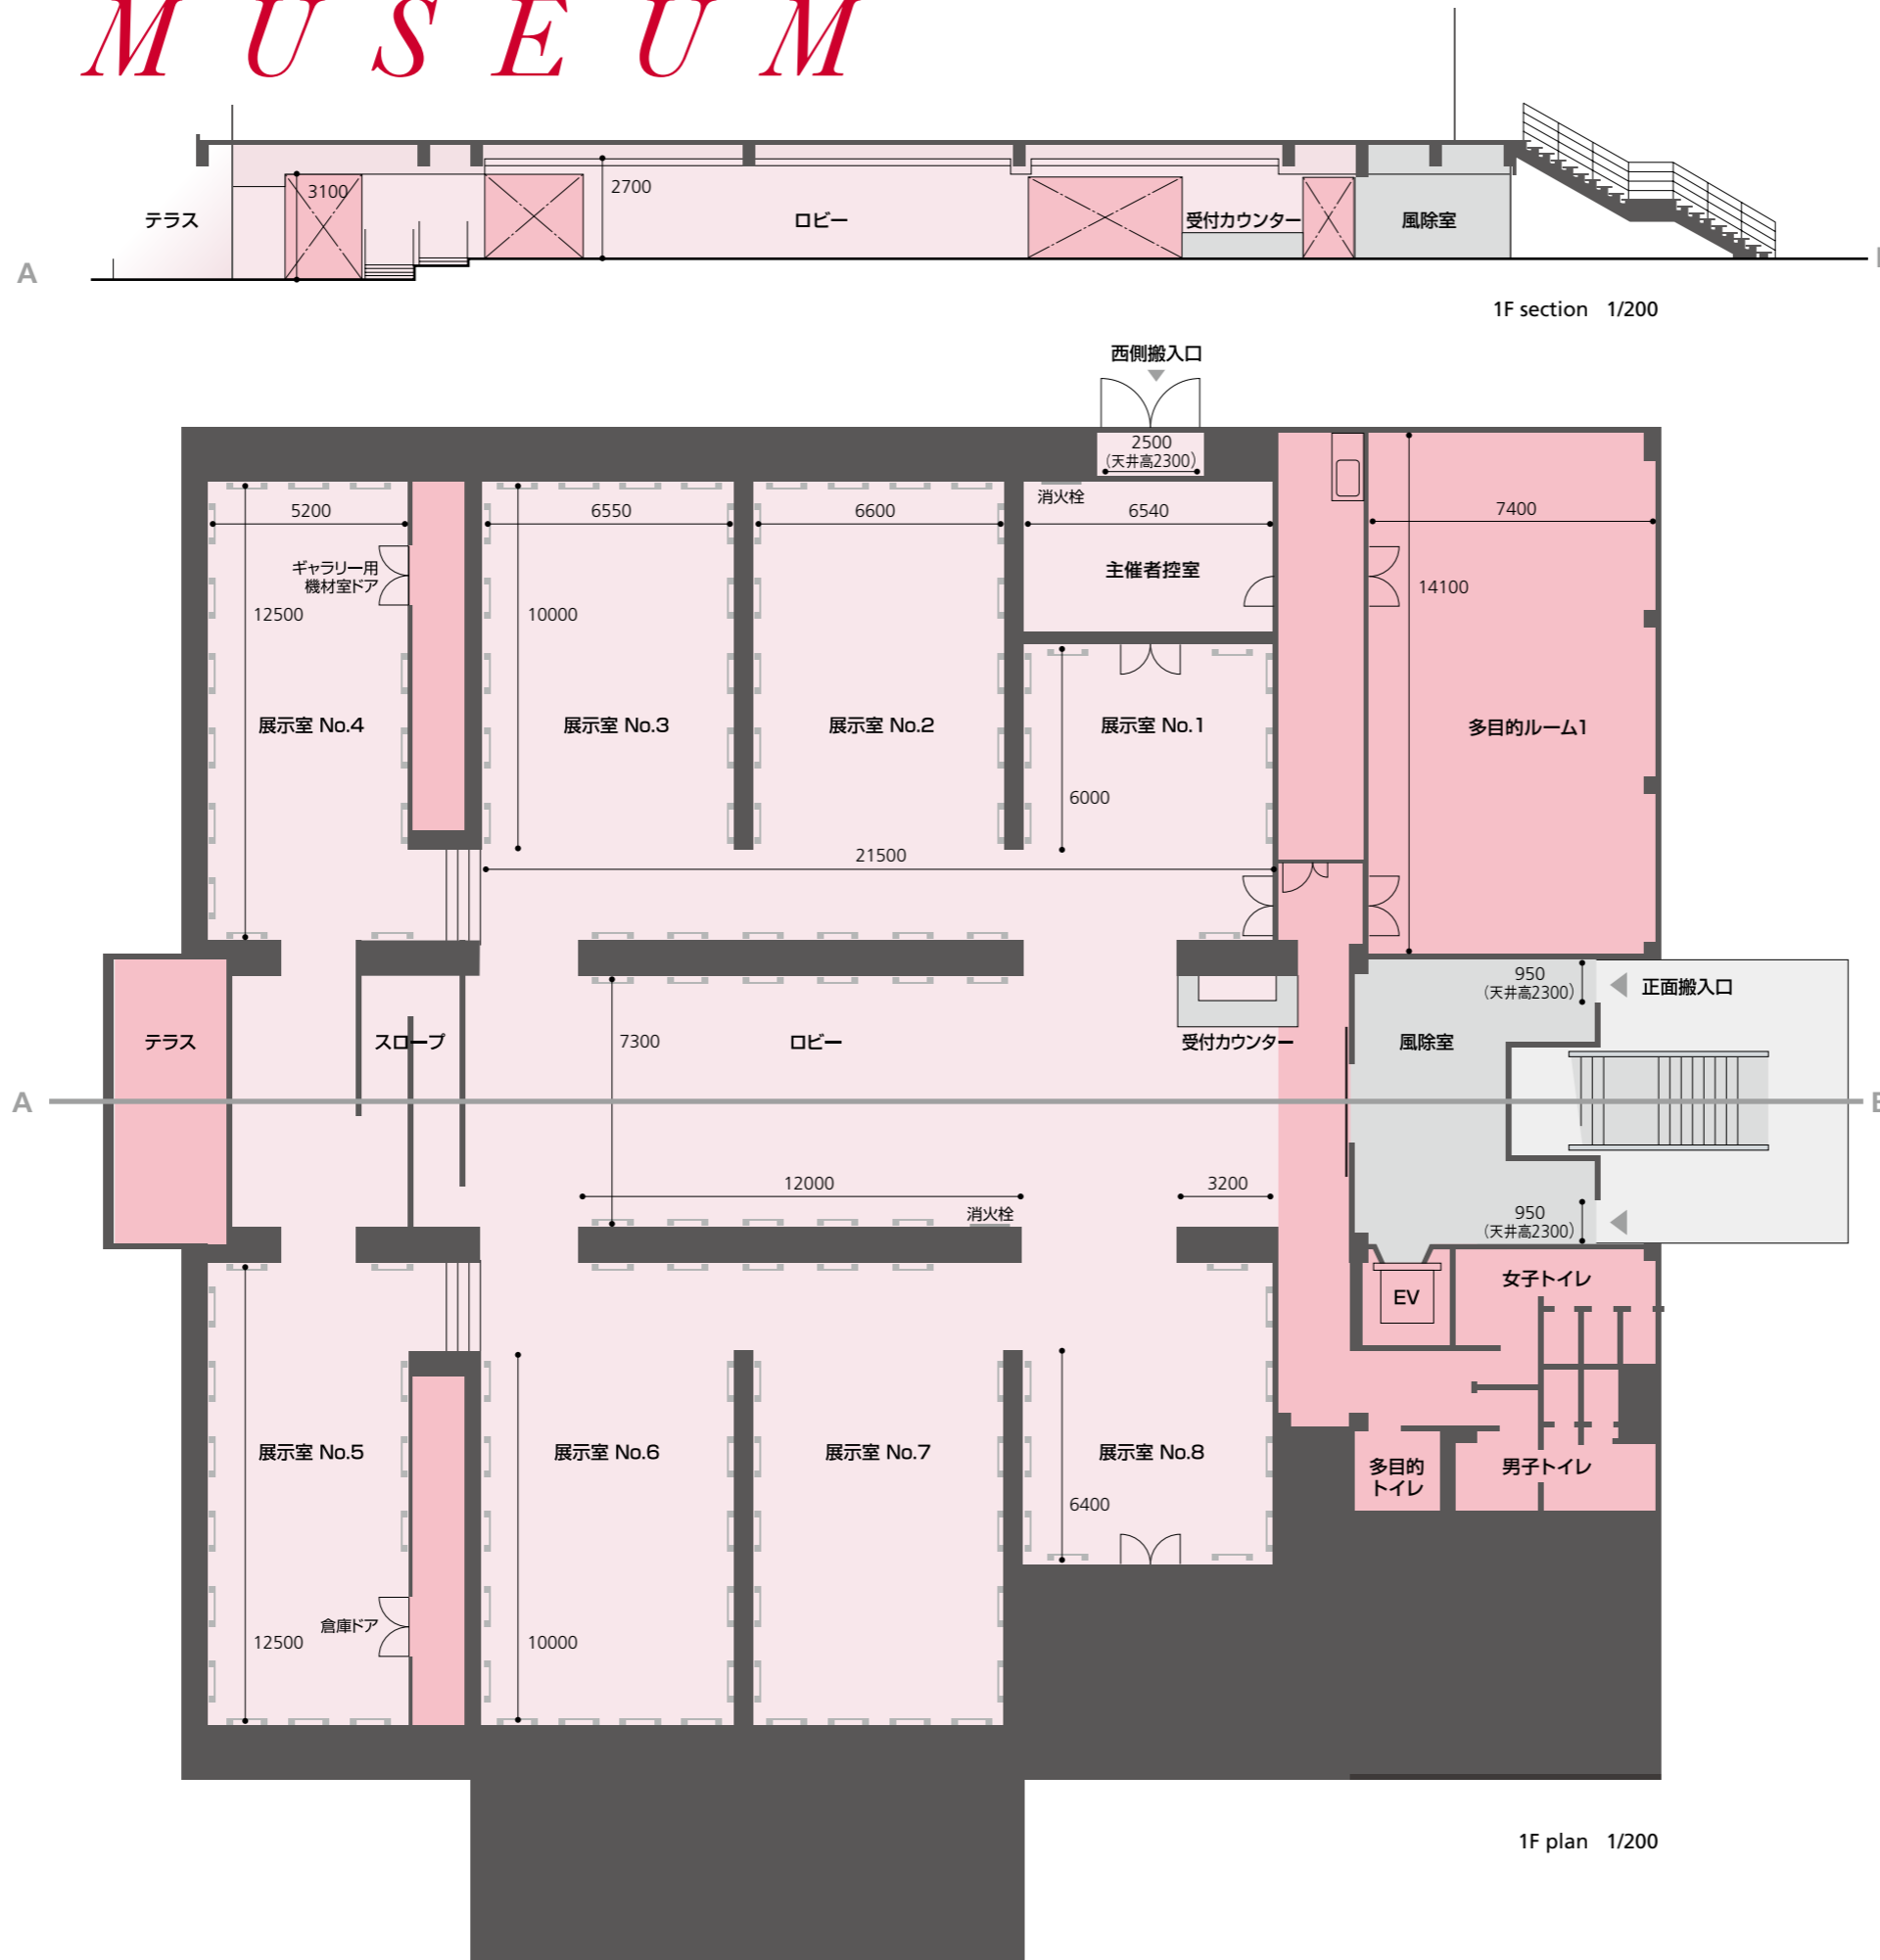 MUSEUM
3100
2700
テラス
ロビー
受付カウンター
風除室
A
1F section 1/200
西側搬入口
2500
(天井高2300)
消火栓
5200
6550
6600
6540
7400
ギャラリー用
機材室ドア
主催者控室
12500
10000
14100
展示室 No.4
展示室 No.3
展示室 No.2
展示室 No.1
多目的ルーム1
6000
21500
950
(天井高2300)
正面搬入口
テラス
スロープ
7300
ロビー
受付カウンター
風除室
A
12000
3200
消火栓
950
(天井高2300)
女子トイレ
EV
展示室 No.5
展示室 No.6
展示室 No.7
展示室 No.8
多目的
トイレ
男子トイレ
6400
倉庫ドア
12500
10000
1F plan 1/200